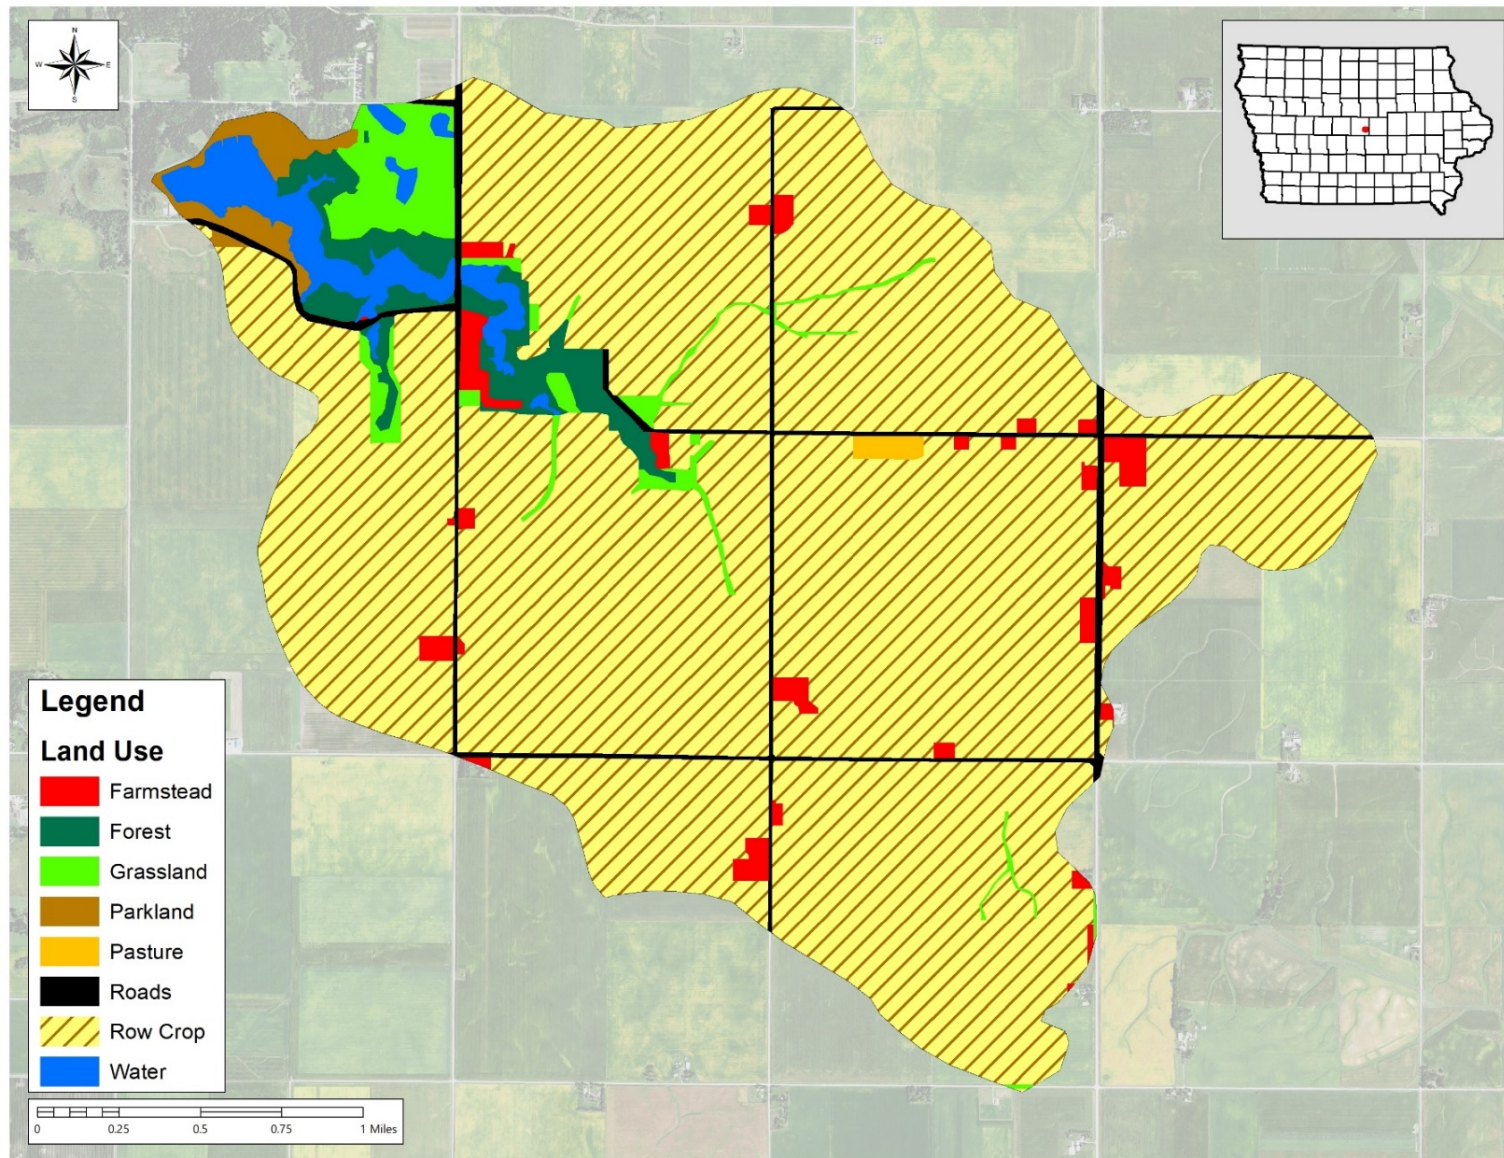 N
W E
S
Legend
Land Use
Farmstead
Forest
Grassland
Parkland
Pasture
Roads
Row Crop
Water
0 0.25 0.5 0.75 1 Miles